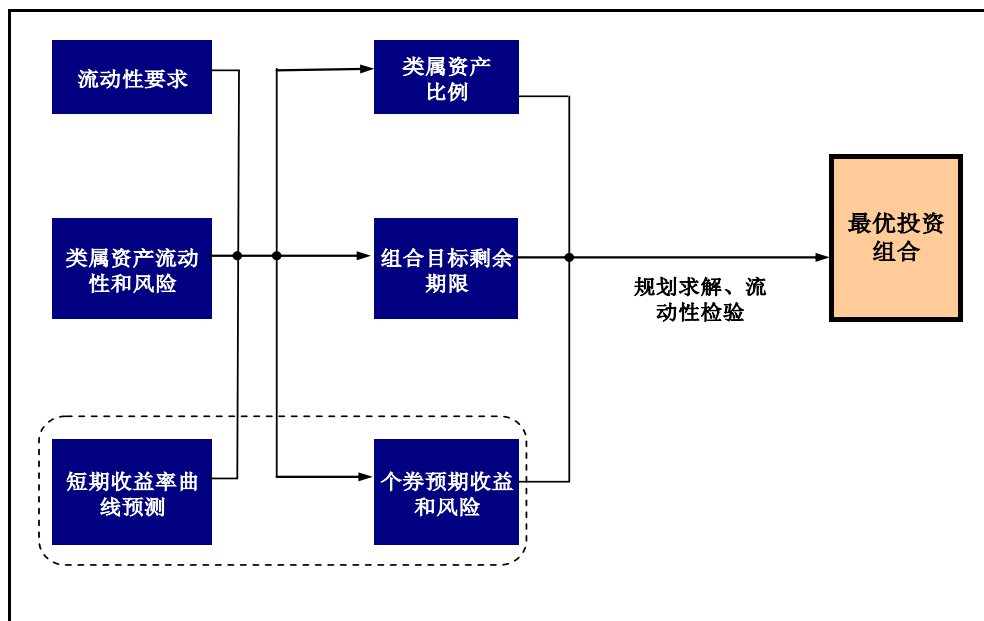 流动性要求
类属资产
比例
类属资产流动
性和风险
组合目标剩余
期限
规划求解、流
动性检验
最优投资
组合
短期收益率曲
线预测
个券预期收益
和风险